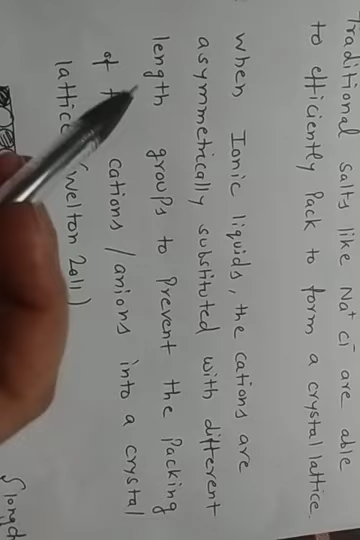 Traditional salts like Na⁺ Cl⁻ are able
to efficiently Pack to form a crystal lattice.
when Ionic liquids, the cations are
asymmetrically substituted with different
length groups to Prevent the Packing
of cations/anions into a crystal
lattice (Welton 2011)